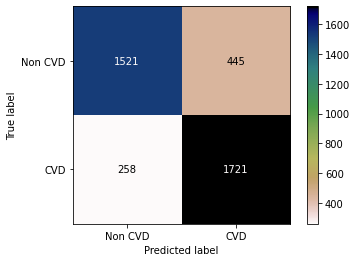 1600
1400
1200
1000
800
600
400
Non CVD
1521
445
CVD
258
1721
True label
Non CVD
CVD
Predicted label